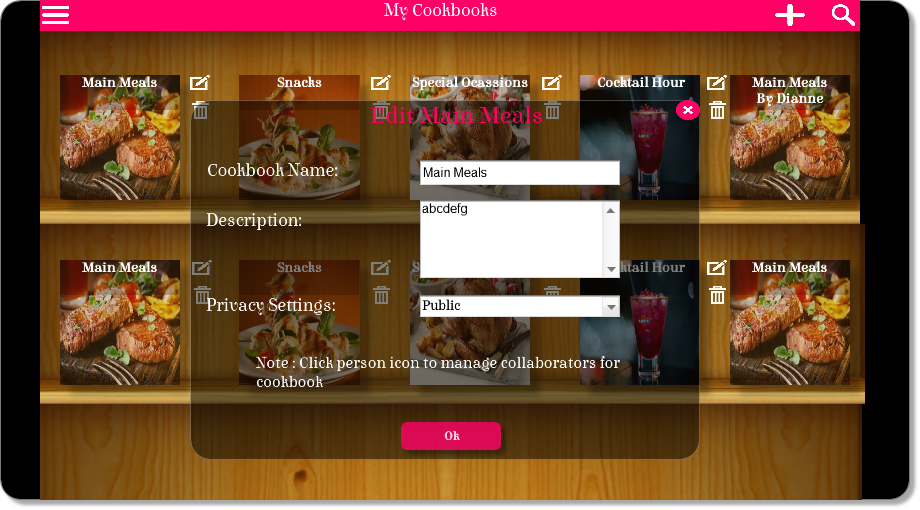 My Cookbooks
Main Meals
Snacks
Special Ocassions
Cocktail Hour
Main Meals
By Dianne
Edit Main Meals
Cookbook Name:
Main Meals
Description:
abcdefg
Main Meals
Snacks
S
ktail Hour
Main Meals
Privacy Settings:
Public
Note : Click person icon to manage collaborators for
cookbook
Ok